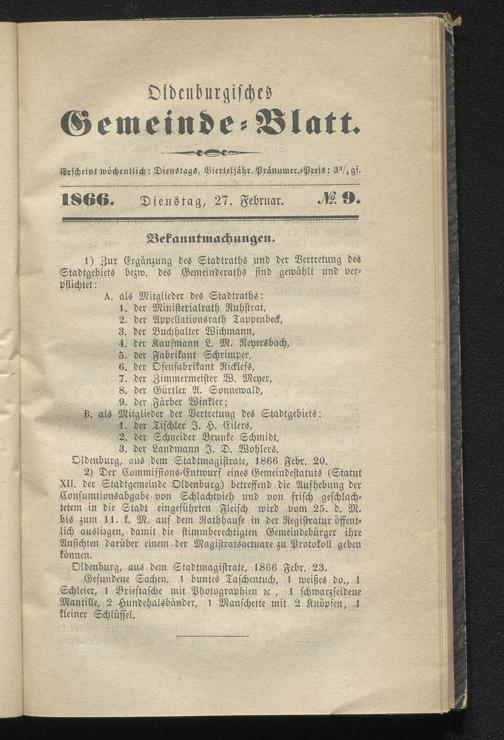 Oldenburgisches
Gemeinde-Blatt.
Erscheint wöchentlich: Dienstags. Vierteljähr. Pränumer.-Preis: 3¾ gs.
1866. Dienstag, 27. Februar. № 9.
Bekanntmachungen.
1) Zur Ergänzung des Stadtraths und der Vertretung des
Stadtgebiets bezw. des Gemeinderaths sind gewählt und ver-
pflichtet:
A. als Mitglieder des Stadtraths:
1. der Ministerialrath Ruhstrat,
2. der Appellationsrath Tappenbeck,
3. der Buchhalter Wichmann,
4. der Kaufmann L. M. Reyersbach,
5. der Fabrikant Schrimper,
6. der Ofenfabrikant Ricklefs,
7. der Zimmermeister W. Meyer,
8. der Gürtler A. Sonnewald,
9. der Färber Winkler;
B. als Mitglieder der Vertretung des Stadtgebiets:
1. der Tischler J. H. Eilers,
2. der Schneider Brunke Schmidt,
3. der Landmann J. D. Wohlers.
Oldenburg, aus dem Stadtmagistrate, 1866 Febr. 20.
2) Der Commissions-Entwurf eines Gemeindestatuts (Statut
XII. der Stadtgemeinde Oldenburg) betreffend die Aufhebung der
Consumtionsabgabe von Schlachtvieh und von frisch geschlach-
tetem in die Stadt eingeführten Fleisch wird vom 25. d. M.
bis zum 11. k. M. auf dem Rathhause in der Registratur öffent-
lich ausliegen, damit die stimmberechtigten Gemeindebürger ihre
Ansichten darüber einem der Magistratsactuare zu Protokoll geben
können.
Oldenburg, aus dem Stadtmagistrate, 1866 Febr. 23.
Gefundene Sachen. 1 buntes Taschentuch, 1 weißes do., 1
Schleier, 1 Brieftasche mit Photographien ꝛc, 1 schwarzseidene
Mantille, 2 Hundehalsbänder, 1 Manschette mit 2 Knöpfen, 1
kleiner Schlüssel.